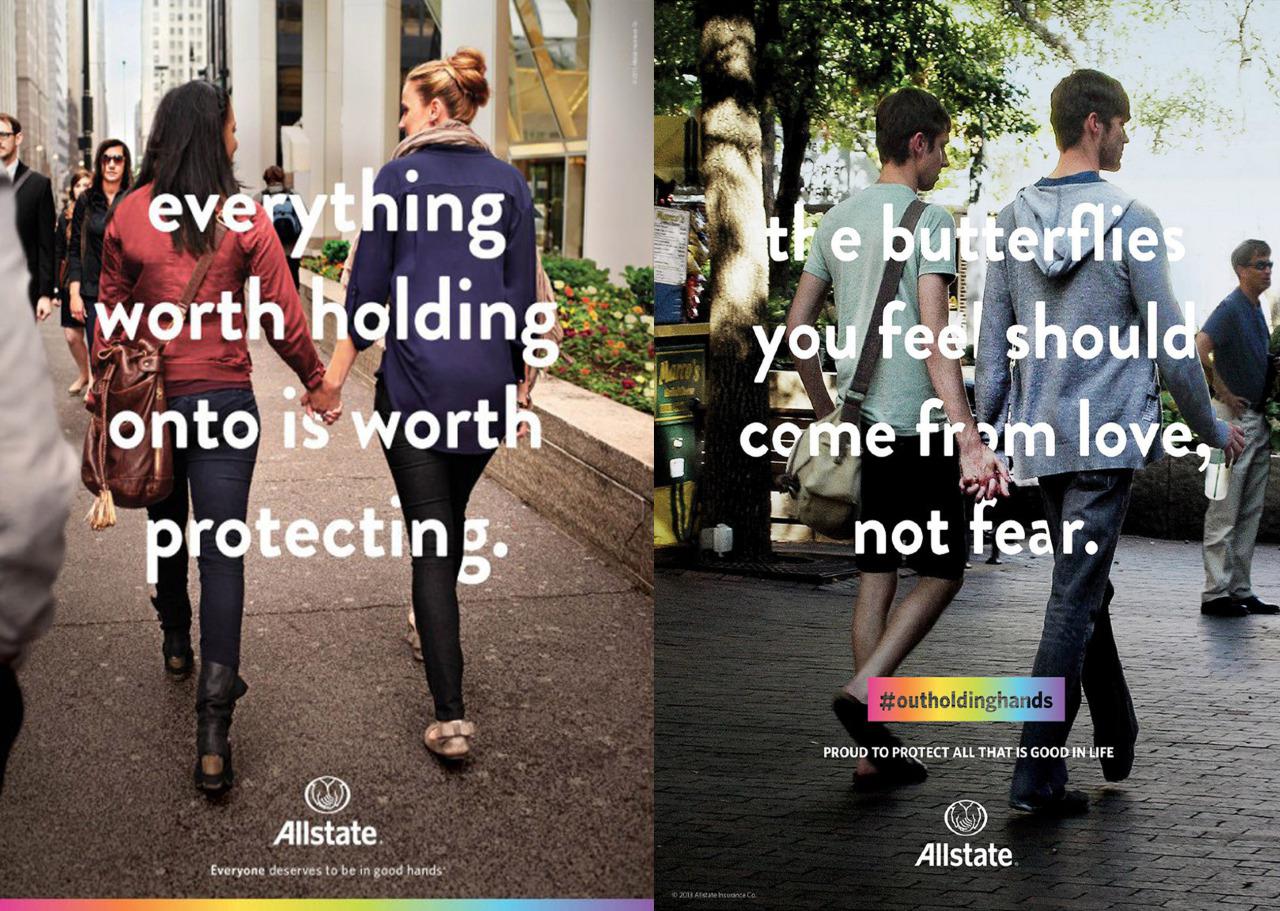 everything
worth holding
onto is worth
protecting.
Allstate.
Everyone deserves to be in good hands®
the butterflies
you feel should
come from love,
not fear.
#outholdinghands
PROUD TO PROTECT ALL THAT IS GOOD IN LIFE
Allstate.
© 2013 Allstate Insurance Co.